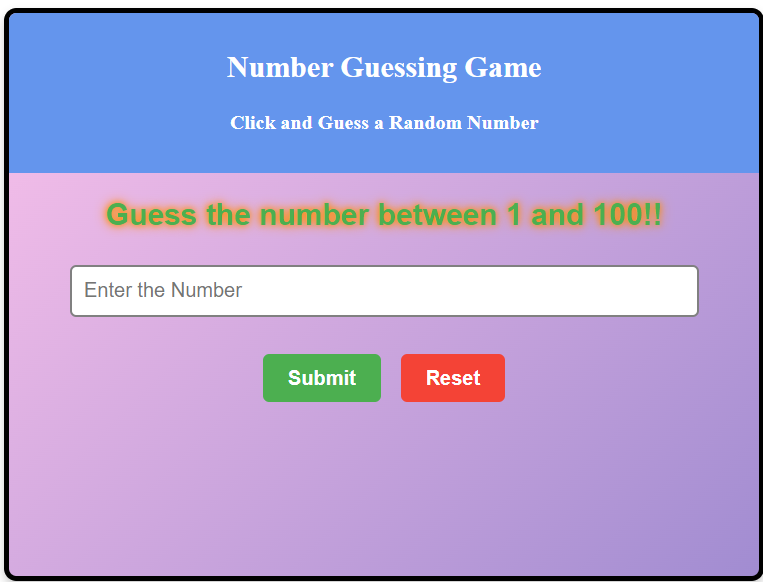 Number Guessing Game
Click and Guess a Random Number
Guess the number between 1 and 100!!
Enter the Number
Submit Reset